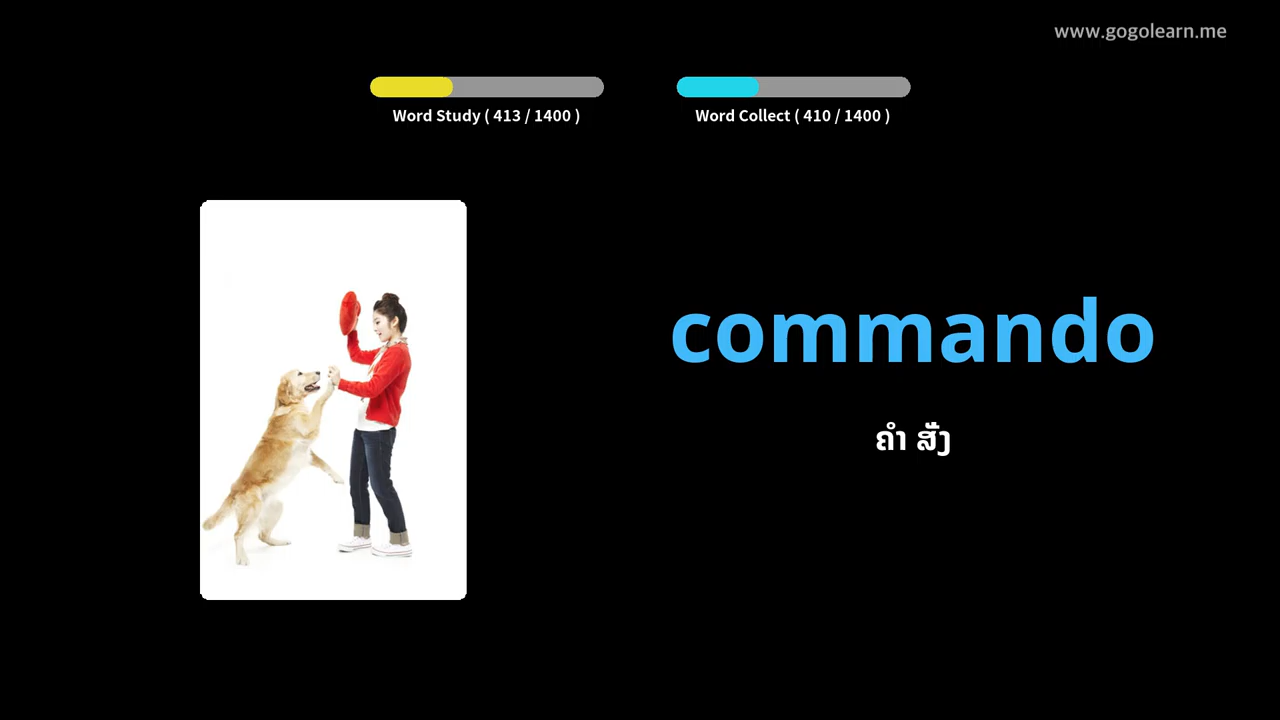 www.gogolearn.me
Word Study ( 413 / 1400 )
Word Collect ( 410 / 1400 )
commando
ຄໍາ ສັ່ງ